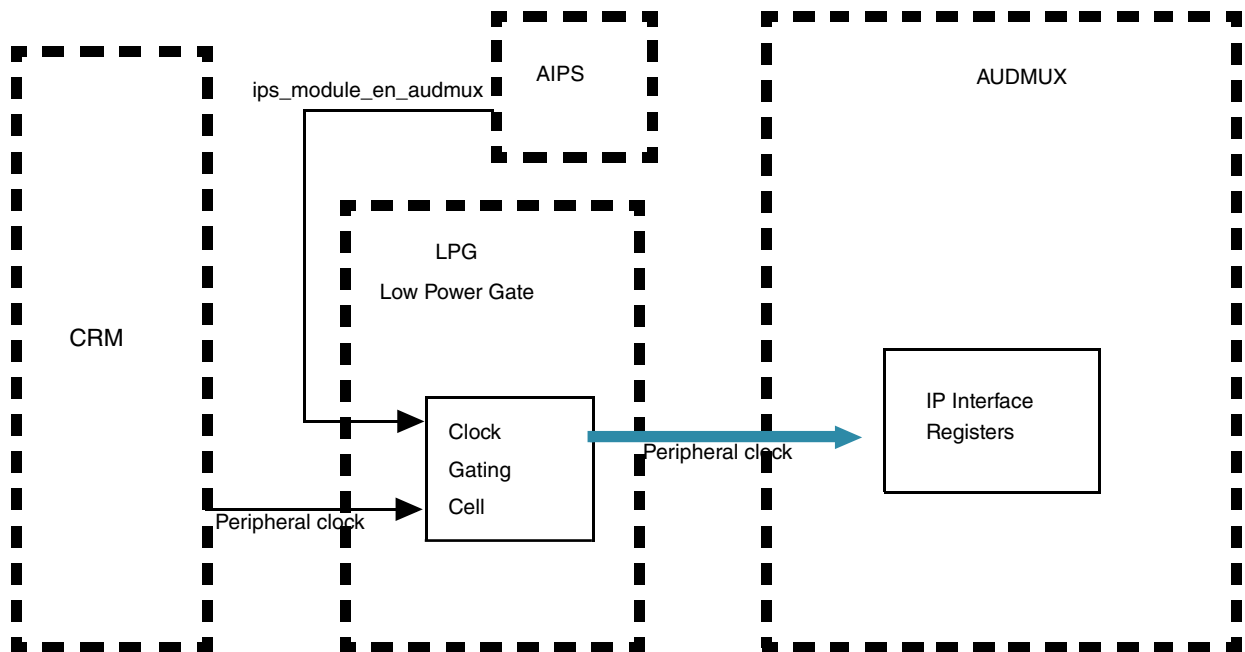 AIPS
AUDMUX
ips_module_en_audmux
LPG
Low Power Gate
CRM
Clock
Gating
Cell
IP Interface
Registers
Peripheral clock
Peripheral clock